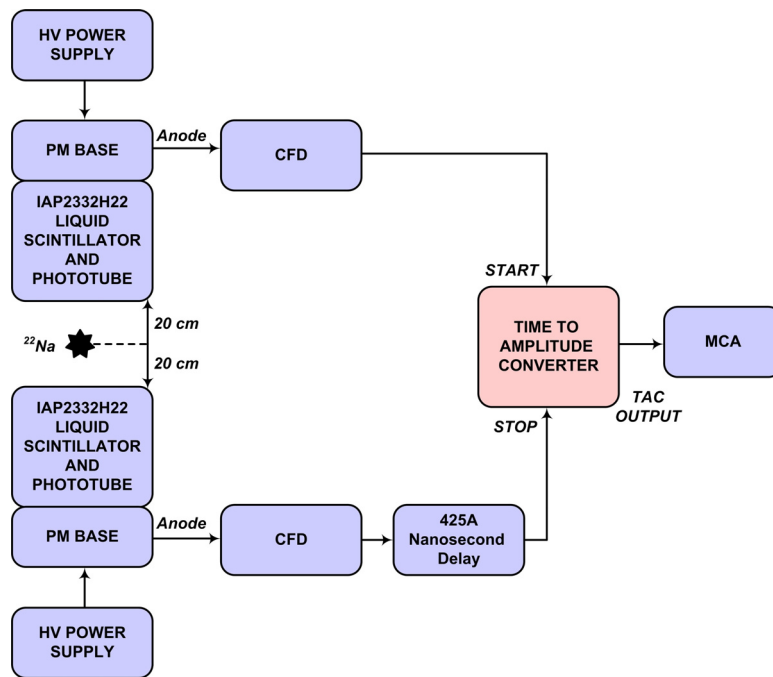 HV POWER
SUPPLY
PM BASE
Anode
CFD
IAP2332H22
LIQUID
SCINTILLATOR
AND
PHOTOTUBE
START
20 cm
22Na
20 cm
TIME TO
AMPLITUDE
CONVERTER
MCA
TAC
OUTPUT
STOP
IAP2332H22
LIQUID
SCINTILLATOR
AND
PHOTOTUBE
PM BASE
Anode
CFD
425A
Nanosecond
Delay
HV POWER
SUPPLY